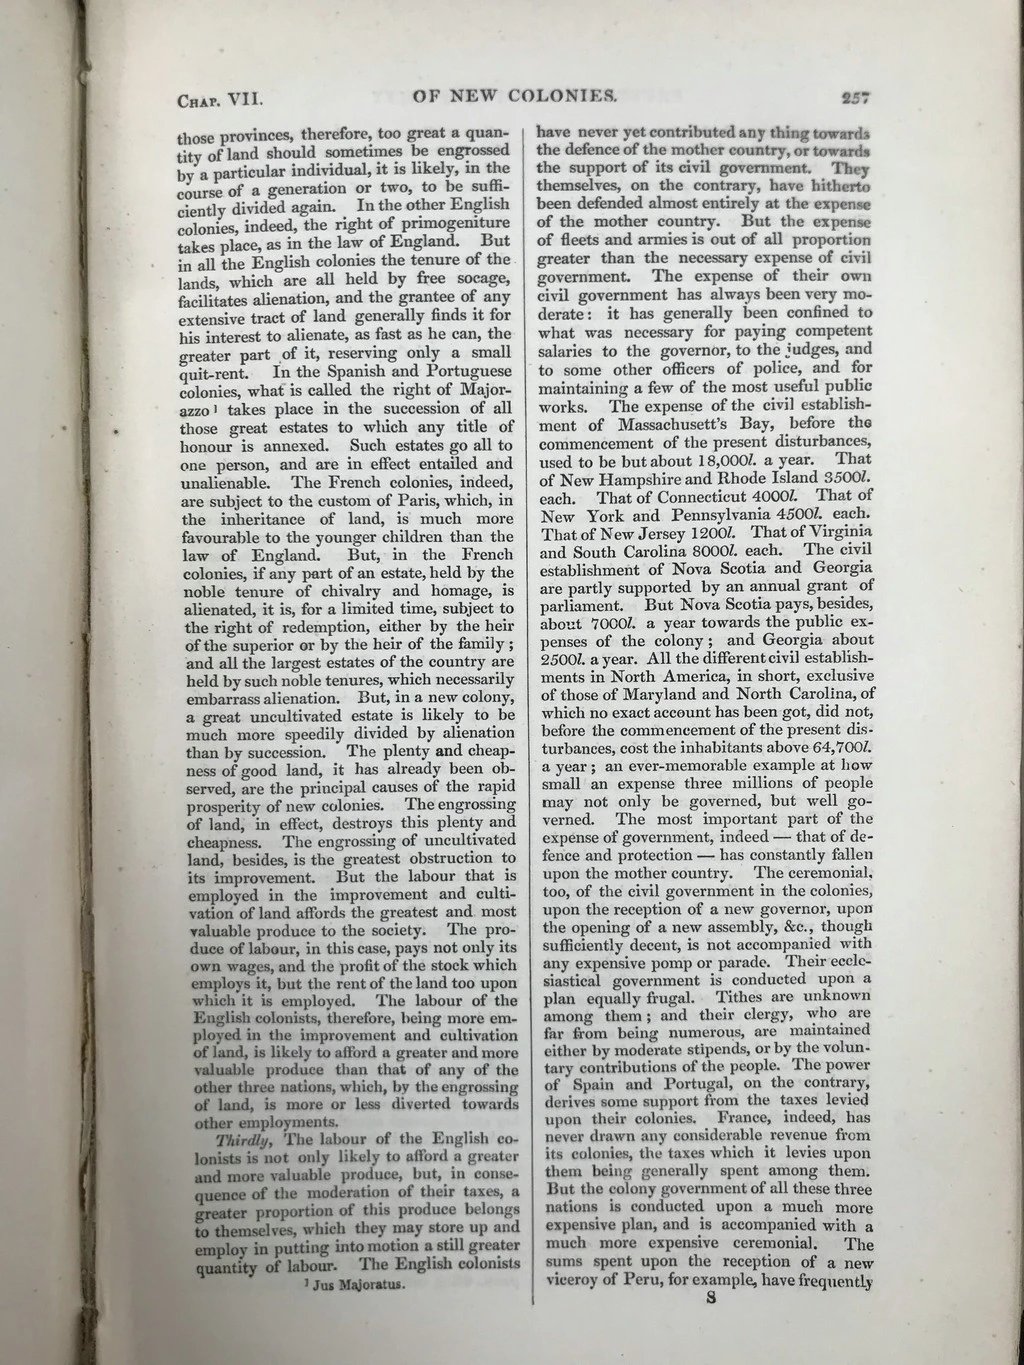 CHAP. VII.
OF NEW COLONIES.
257
those provinces, therefore, too great a quan-
tity of land should sometimes be engrossed
by a particular individual, it is likely, in the
course of a generation or two, to be suffi-
ciently divided again. In the other English
colonies, indeed, the right of primogeniture
takes place, as in the law of England. But
in all the English colonies the tenure of the
lands, which are all held by free socage,
facilitates alienation, and the grantee of any
extensive tract of land generally finds it for
his interest to alienate, as fast as he can, the
greater part of it, reserving only a small
quit-rent. In the Spanish and Portuguese
colonies, what is called the right of Major-
azzo¹ takes place in the succession of all
those great estates to which any title of
honour is annexed. Such estates go all to
one person, and are in effect entailed and
unalienable. The French colonies, indeed,
are subject to the custom of Paris, which, in
the inheritance of land, is much more
favourable to the younger children than the
law of England. But, in the French
colonies, if any part of an estate, held by the
noble tenure of chivalry and homage, is
alienated, it is, for a limited time, subject to
the right of redemption, either by the heir
of the superior or by the heir of the family;
and all the largest estates of the country are
held by such noble tenures, which necessarily
embarrass alienation. But, in a new colony,
a great uncultivated estate is likely to be
much more speedily divided by alienation
than by succession. The plenty and cheap-
ness of good land, it has already been ob-
served, are the principal causes of the rapid
prosperity of new colonies. The engrossing
of land, in effect, destroys this plenty and
cheapness. The engrossing of uncultivated
land, besides, is the greatest obstruction to
its improvement. But the labour that is
employed in the improvement and culti-
vation of land affords the greatest and most
valuable produce to the society. The pro-
duce of labour, in this case, pays not only its
own wages, and the profit of the stock which
employs it, but the rent of the land too upon
which it is employed. The labour of the
English colonists, therefore, being more em-
ployed in the improvement and cultivation
of land, is likely to afford a greater and more
valuable produce than that of any of the
other three nations, which, by the engrossing
of land, is more or less diverted towards
other employments.
Thirdly, The labour of the English co-
lonists is not only likely to afford a greater
and more valuable produce, but, in conse-
quence of the moderation of their taxes, a
greater proportion of this produce belongs
to themselves, which they may store up and
employ in putting into motion a still greater
quantity of labour. The English colonists
¹ Jus Majoratus.
have never yet contributed any thing towards
the defence of the mother country, or towards
the support of its civil government. They
themselves, on the contrary, have hitherto
been defended almost entirely at the expense
of the mother country. But the expense
of fleets and armies is out of all proportion
greater than the necessary expense of civil
government. The expense of their own
civil government has always been very mo-
derate: it has generally been confined to
what was necessary for paying competent
salaries to the governor, to the judges, and
to some other officers of police, and for
maintaining a few of the most useful public
works. The expense of the civil establish-
ment of Massachusett's Bay, before the
commencement of the present disturbances,
used to be but about 18,000l. a year. That
of New Hampshire and Rhode Island 3500l.
each. That of Connecticut 4000l. That of
New York and Pennsylvania 4500l. each.
That of New Jersey 1200l. That of Virginia
and South Carolina 8000l. each. The civil
establishment of Nova Scotia and Georgia
are partly supported by an annual grant of
parliament. But Nova Scotia pays, besides,
about 7000l. a year towards the public ex-
penses of the colony; and Georgia about
2500l. a year. All the different civil establish-
ments in North America, in short, exclusive
of those of Maryland and North Carolina, of
which no exact account has been got, did not,
before the commencement of the present dis-
turbances, cost the inhabitants above 64,700l.
a year; an ever-memorable example at how
small an expense three millions of people
may not only be governed, but well go-
verned. The most important part of the
expense of government, indeed — that of de-
fence and protection — has constantly fallen
upon the mother country. The ceremonial,
too, of the civil government in the colonies,
upon the reception of a new governor, upon
the opening of a new assembly, &c., though
sufficiently decent, is not accompanied with
any expensive pomp or parade. Their eccle-
siastical government is conducted upon a
plan equally frugal. Tithes are unknown
among them; and their clergy, who are
far from being numerous, are maintained
either by moderate stipends, or by the volun-
tary contributions of the people. The power
of Spain and Portugal, on the contrary,
derives some support from the taxes levied
upon their colonies. France, indeed, has
never drawn any considerable revenue from
its colonies, the taxes which it levies upon
them being generally spent among them.
But the colony government of all these three
nations is conducted upon a much more
expensive plan, and is accompanied with a
much more expensive ceremonial. The
sums spent upon the reception of a new
viceroy of Peru, for example, have frequently
S